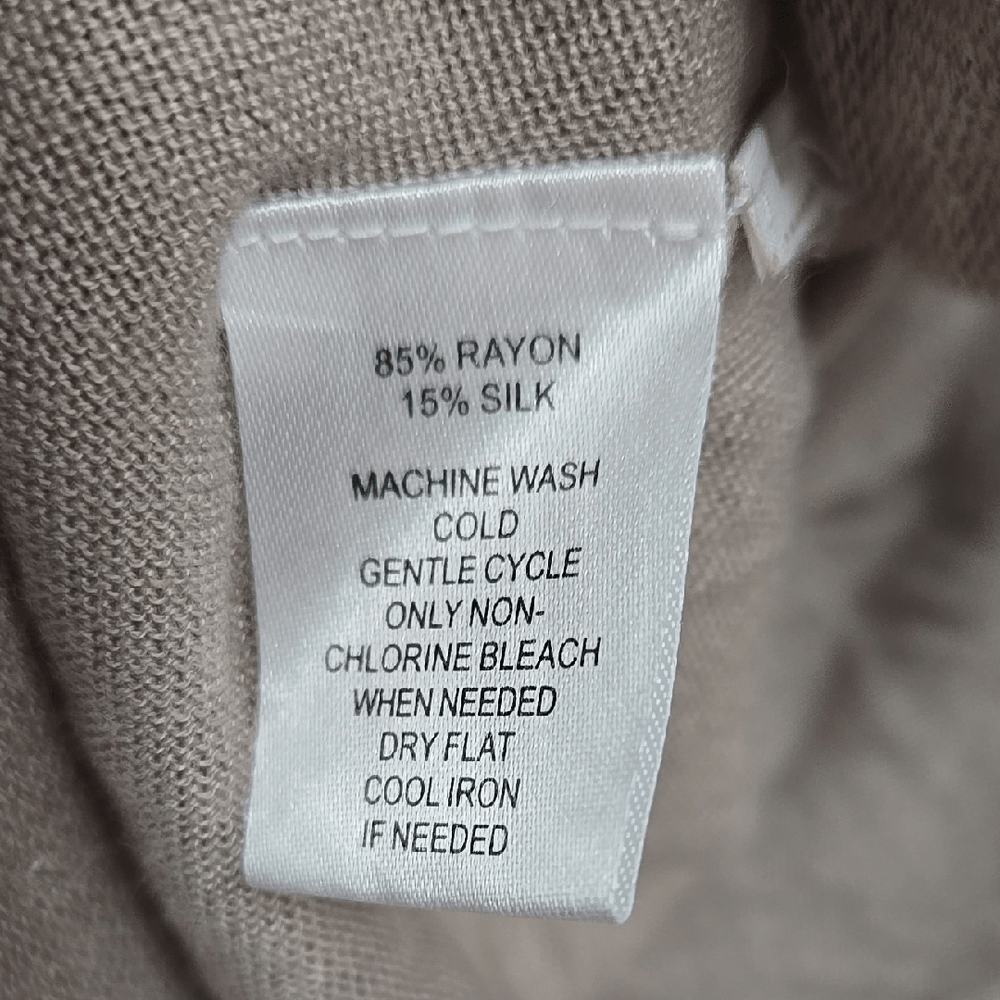 85% RAYON
15% SILK
MACHINE WASH
COLD
GENTLE CYCLE
ONLY NON-
CHLORINE BLEACH
WHEN NEEDED
DRY FLAT
COOL IRON
IF NEEDED